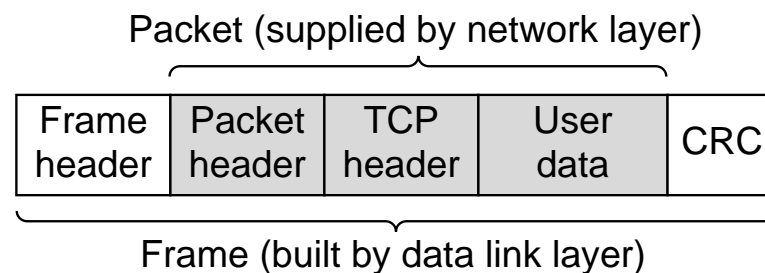 Packet (supplied by network layer)
Frame header
Packet header
TCP header
User data
CRC
Frame (built by data link layer)